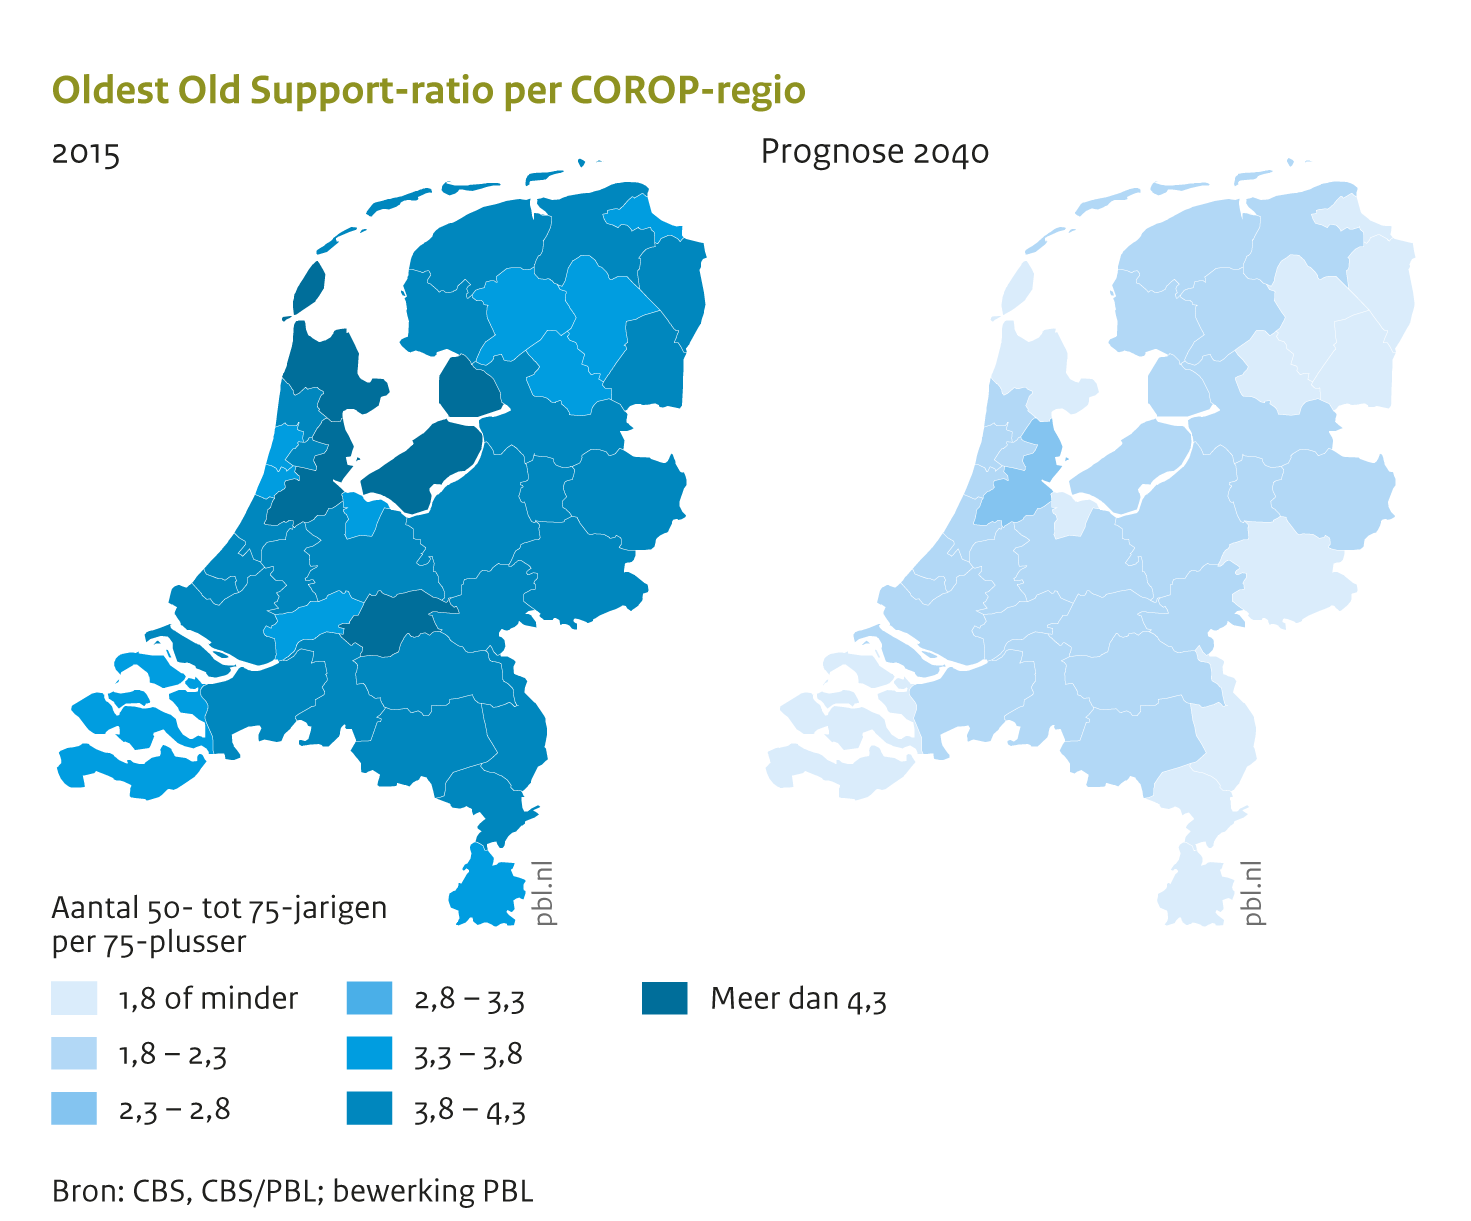 Oldest Old Support-ratio per COROP-regio
2015
Prognose 2040
pbl.nl
pbl.nl
Aantal 50- tot 75-jarigen
per 75-plusser
1,8 of minder
1,8 – 2,3
2,3 – 2,8
2,8 – 3,3
3,3 – 3,8
3,8 – 4,3
Meer dan 4,3
Bron: CBS, CBS/PBL; bewerking PBL